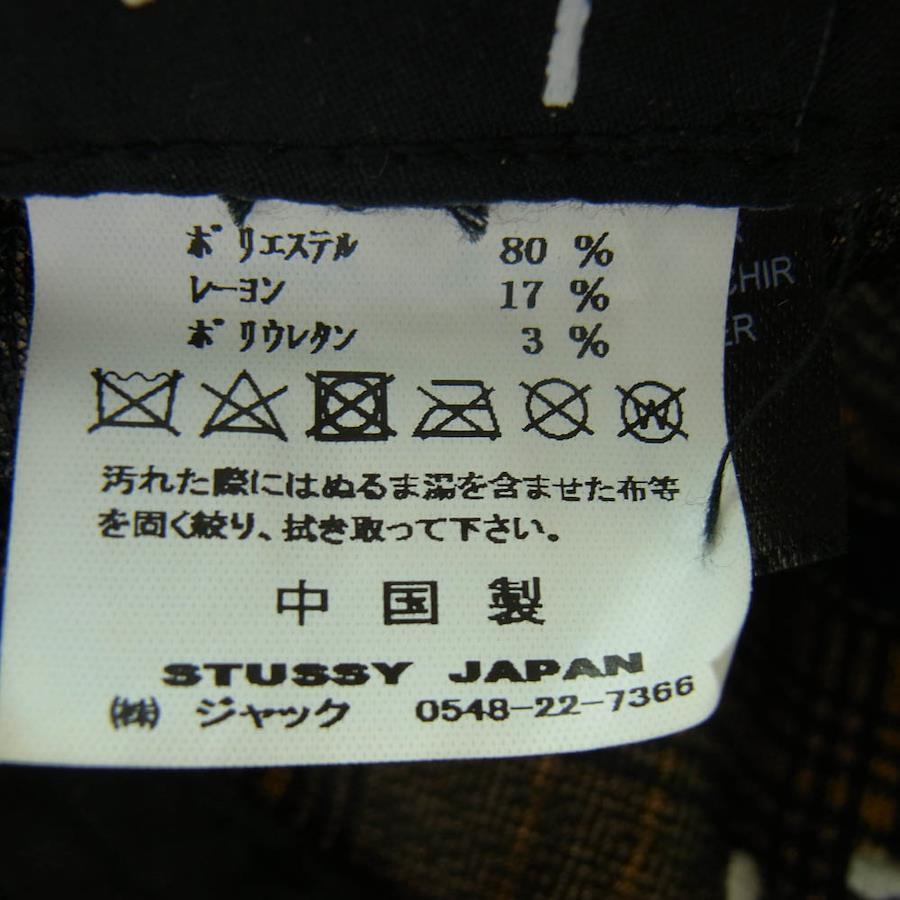 ポリエステル 80 %
レーヨン 17 %
ポリウレタン 3 %
W
汚れた際にはぬるま湯を含ませた布等
を固く絞り、拭き取って下さい。
中国製
STUSSY JAPAN
㈱ ジャック 0548-22-7366
CHIR
ER